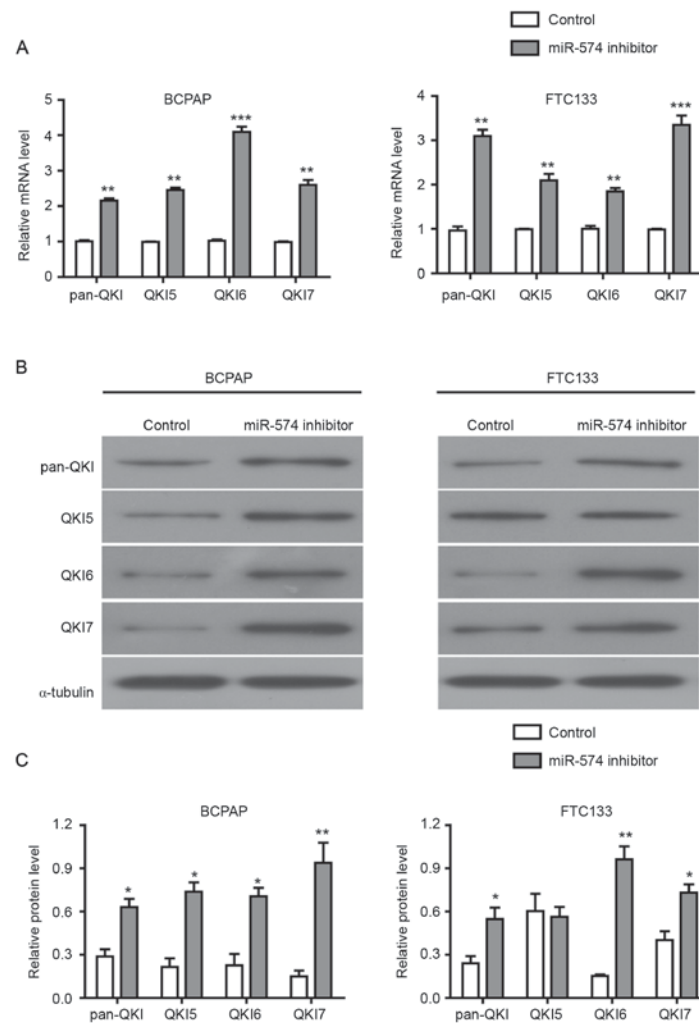 Control
A
miR-574 inhibitor
BCPAP
FTC133
Relative mRNA level
5
4
3
2
1
0
** ** *** **
pan-QKI QKI5 QKI6 QKI7
Relative mRNA level
4
3
2
1
0
** ** ** ***
pan-QKI QKI5 QKI6 QKI7
B
BCPAP FTC133
Control miR-574 inhibitor Control miR-574 inhibitor
pan-QKI
QKI5
QKI6
QKI7
α-tubulin
Control
C
miR-574 inhibitor
BCPAP
FTC133
Relative protein level
1.2
0.9
0.6
0.3
0.0
* * * **
pan-QKI QKI5 QKI6 QKI7
Relative protein level
1.2
0.9
0.6
0.3
0.0
* ** *
pan-QKI QKI5 QKI6 QKI7